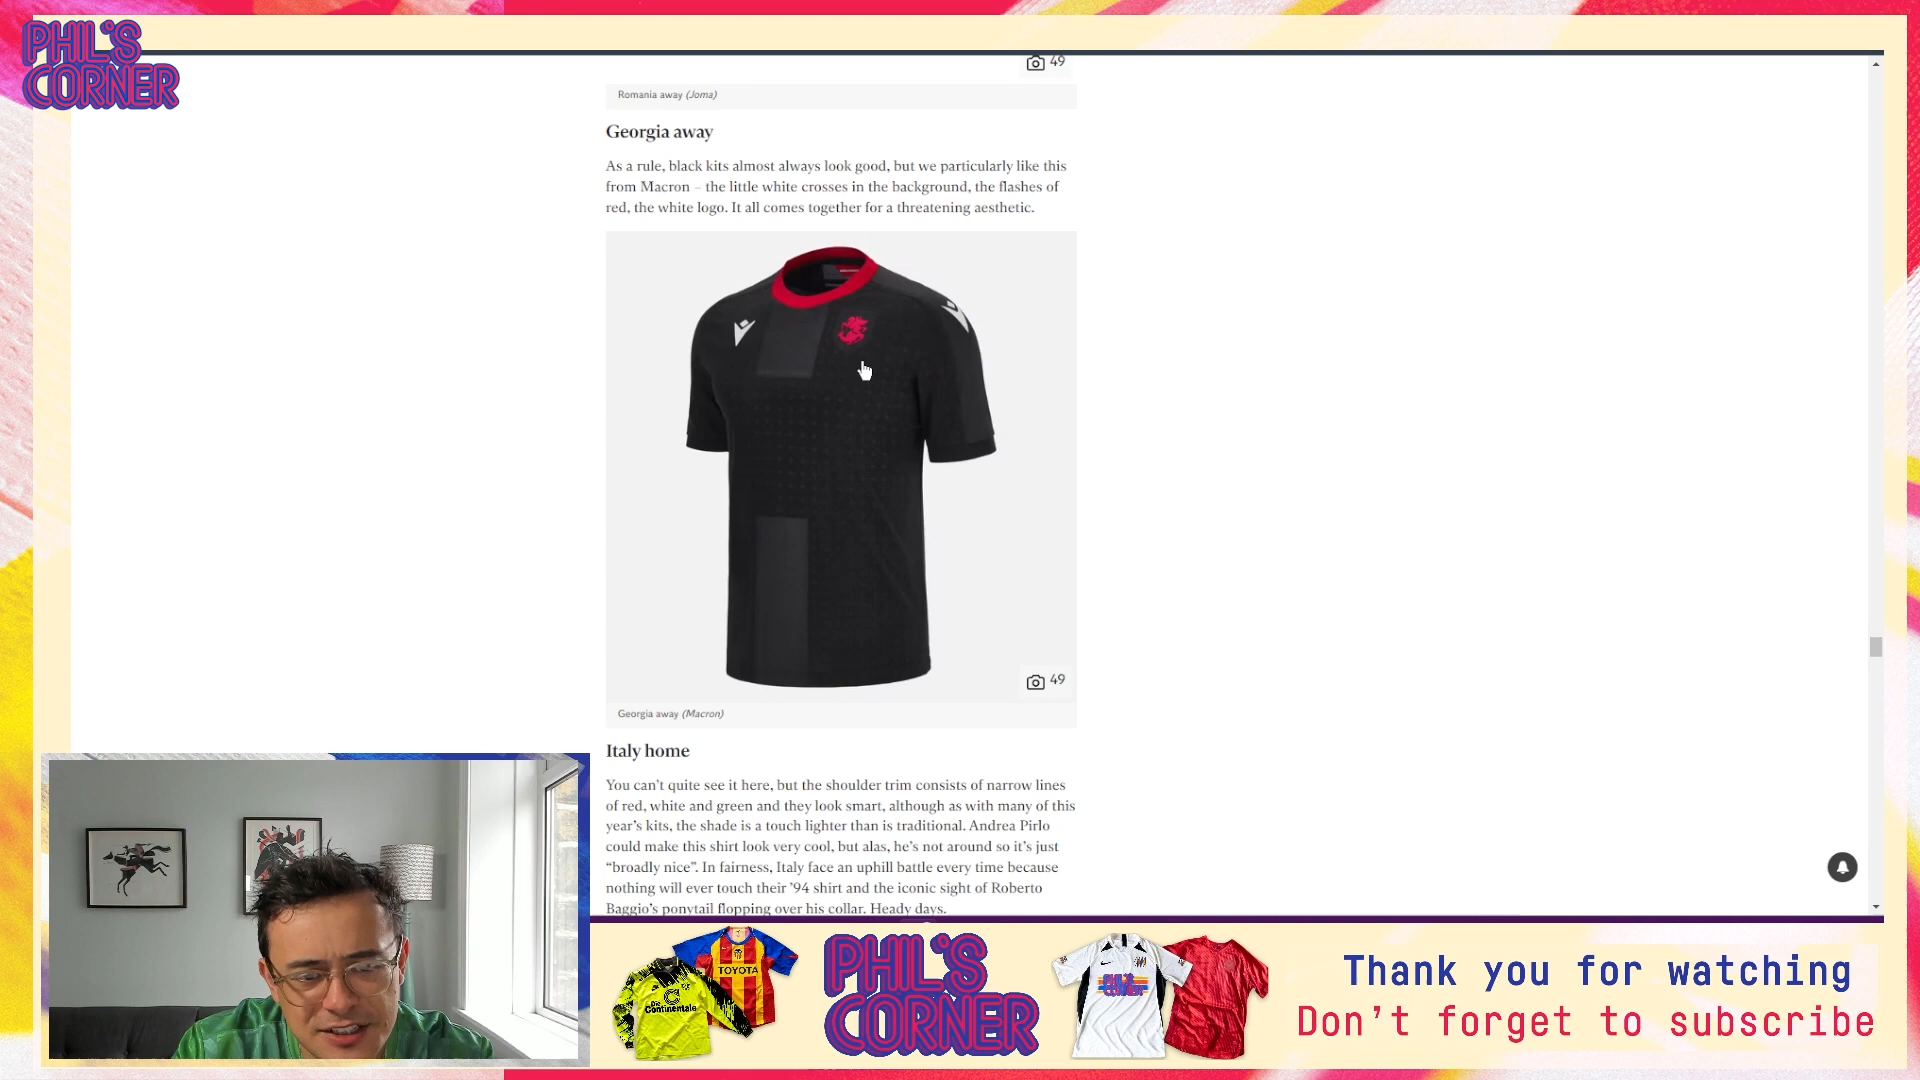 PHIL'S
CORNER
49
Romania away (Joma)
Georgia away
As a rule, black kits almost always look good, but we particularly like this
from Macron – the little white crosses in the background, the flashes of
red, the white logo. It all comes together for a threatening aesthetic.
49
Georgia away (Macron)
Italy home
You can't quite see it here, but the shoulder trim consists of narrow lines
of red, white and green and they look smart, although as with many of this
year's kits, the shade is a touch lighter than is traditional. Andrea Pirlo
could make this shirt look very cool, but alas, he's not around so it's just
“broadly nice”. In fairness, Italy face an uphill battle every time because
nothing will ever touch their ’94 shirt and the iconic sight of Roberto
Baggio's ponytail flopping over his collar. Heady days.
TOYOTA
Die
Continentale
PHIL'S
CORNER
PHIL'S
CORNER
Thank you for watching
Don't forget to subscribe